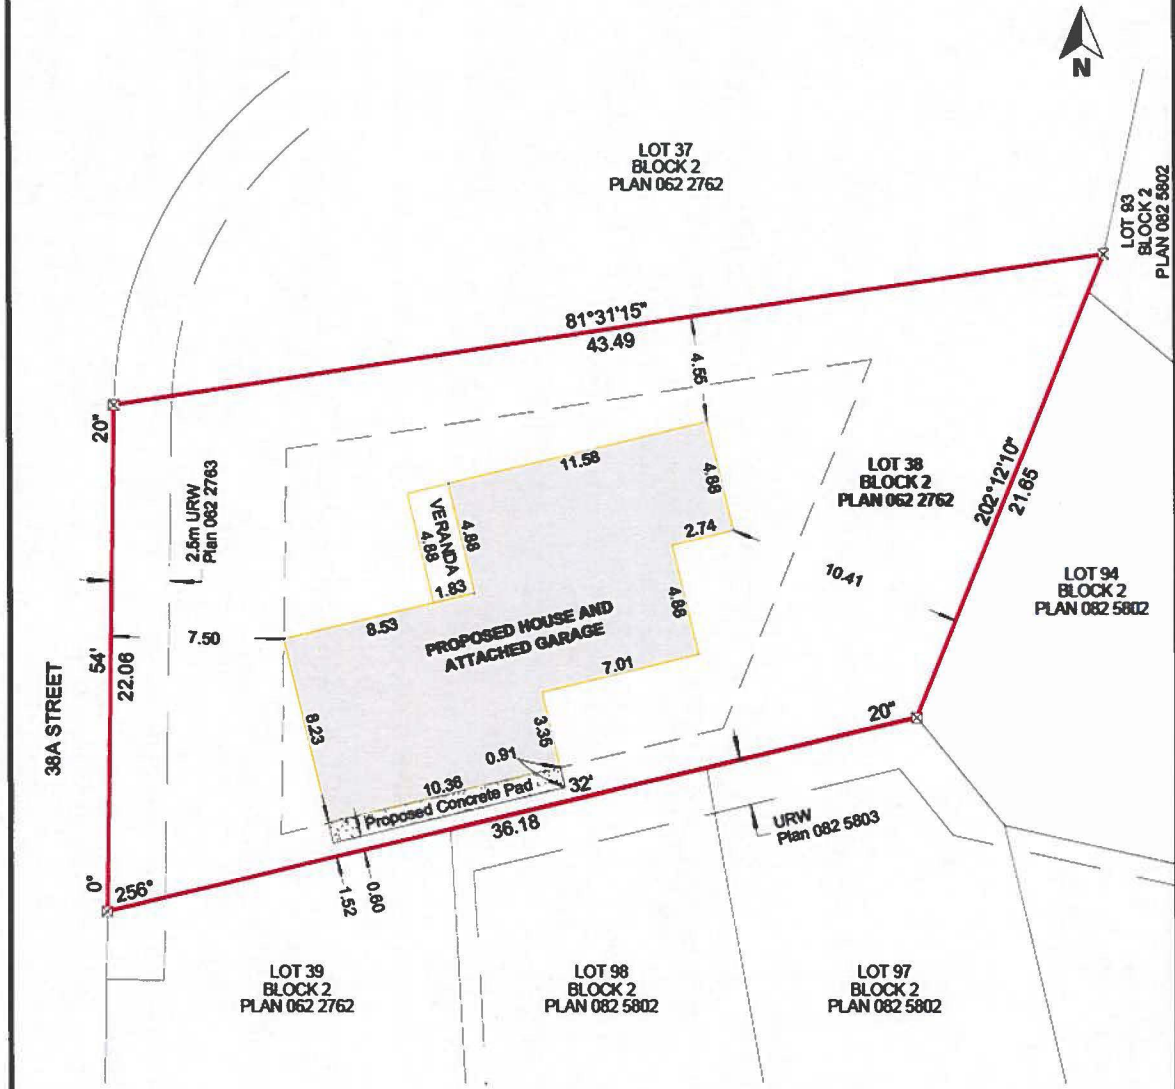 N
LOT 37
BLOCK 2
PLAN 062 2762
LOT 93
BLOCK 2
PLAN 082 5802
81°31'15"
43.49
4.55
20"
2.5m URW
Plan 062 2763
11.58
4.88
2.74
VERANDA
4.88
4.88
1.83
LOT 38
BLOCK 2
PLAN 062 2762
202°12'10"
21.65
10.41
LOT 94
BLOCK 2
PLAN 082 5802
8.53
PROPOSED HOUSE AND
ATTACHED GARAGE
4.88
7.50
7.01
38A STREET
54'
22.06
8.23
3.35
0.91
20"
10.36
Proposed Concrete Pad
32'
36.18
URW
Plan 082 5803
0°
256°
1.52
0.60
LOT 39
BLOCK 2
PLAN 062 2762
LOT 98
BLOCK 2
PLAN 082 5802
LOT 97
BLOCK 2
PLAN 082 5802